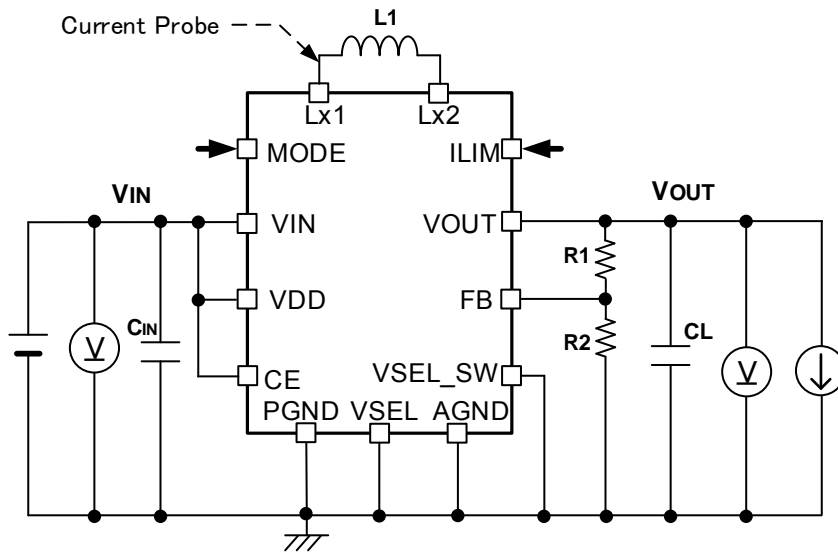 Current Probe
L1
Lx1 Lx2
MODE ILIM
VIN VOUT
VIN VOUT
R1
VDD FB
CIN R2 CL
V V
CE VSEL_SW
PGND VSEL AGND